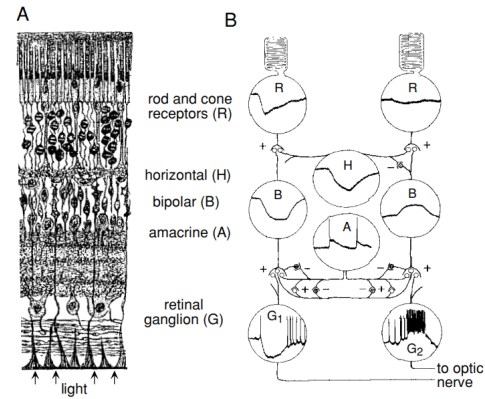 A
B
rod and cone
receptors (R)
horizontal (H)
bipolar (B)
amacrine (A)
retinal
ganglion (G)
light
R
R
+
+
H
−
B
B
A
+
−
−
+
+
−
−
+
G1
G2
to optic
nerve